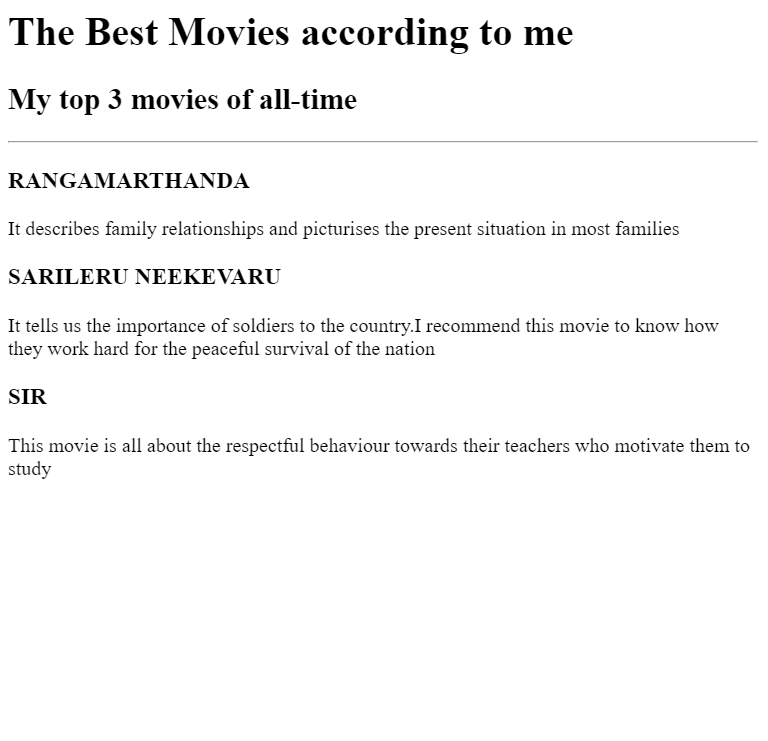 The Best Movies according to me
My top 3 movies of all-time
RANGAMARTHANDA
It describes family relationships and picturises the present situation in most families
SARILERU NEEKEVARU
It tells us the importance of soldiers to the country.I recommend this movie to know how
they work hard for the peaceful survival of the nation
SIR
This movie is all about the respectful behaviour towards their teachers who motivate them to
study